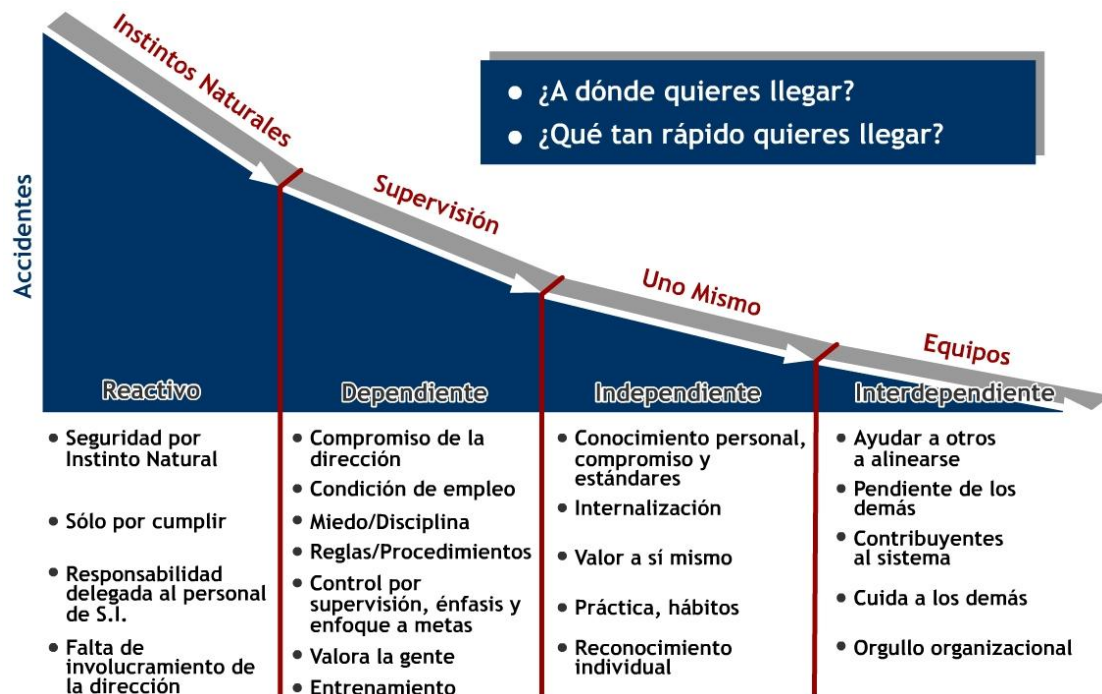 Instintos Naturales
• ¿A dónde quieres llegar?
• ¿Qué tan rápido quieres llegar?
Supervisión
Uno Mismo
Equipos
Accidentes
Reactivo
Dependiente
Independiente
Interdependiente
• Seguridad por
Instinto Natural
• Sólo por cumplir
• Responsabilidad
delegada al personal
de S.I.
• Falta de
involucramiento de
la dirección
• Compromiso de la
dirección
• Condición de empleo
• Miedo/Disciplina
• Reglas/Procedimientos
• Control por
supervisión, énfasis y
enfoque a metas
• Valora la gente
• Entrenamiento
• Conocimiento personal,
compromiso y
estándares
• Internalización
• Valor a sí mismo
• Práctica, hábitos
• Reconocimiento
individual
• Ayudar a otros
a alinearse
• Pendiente de los
demás
• Contribuyentes
al sistema
• Cuida a los demás
• Orgullo organizacional